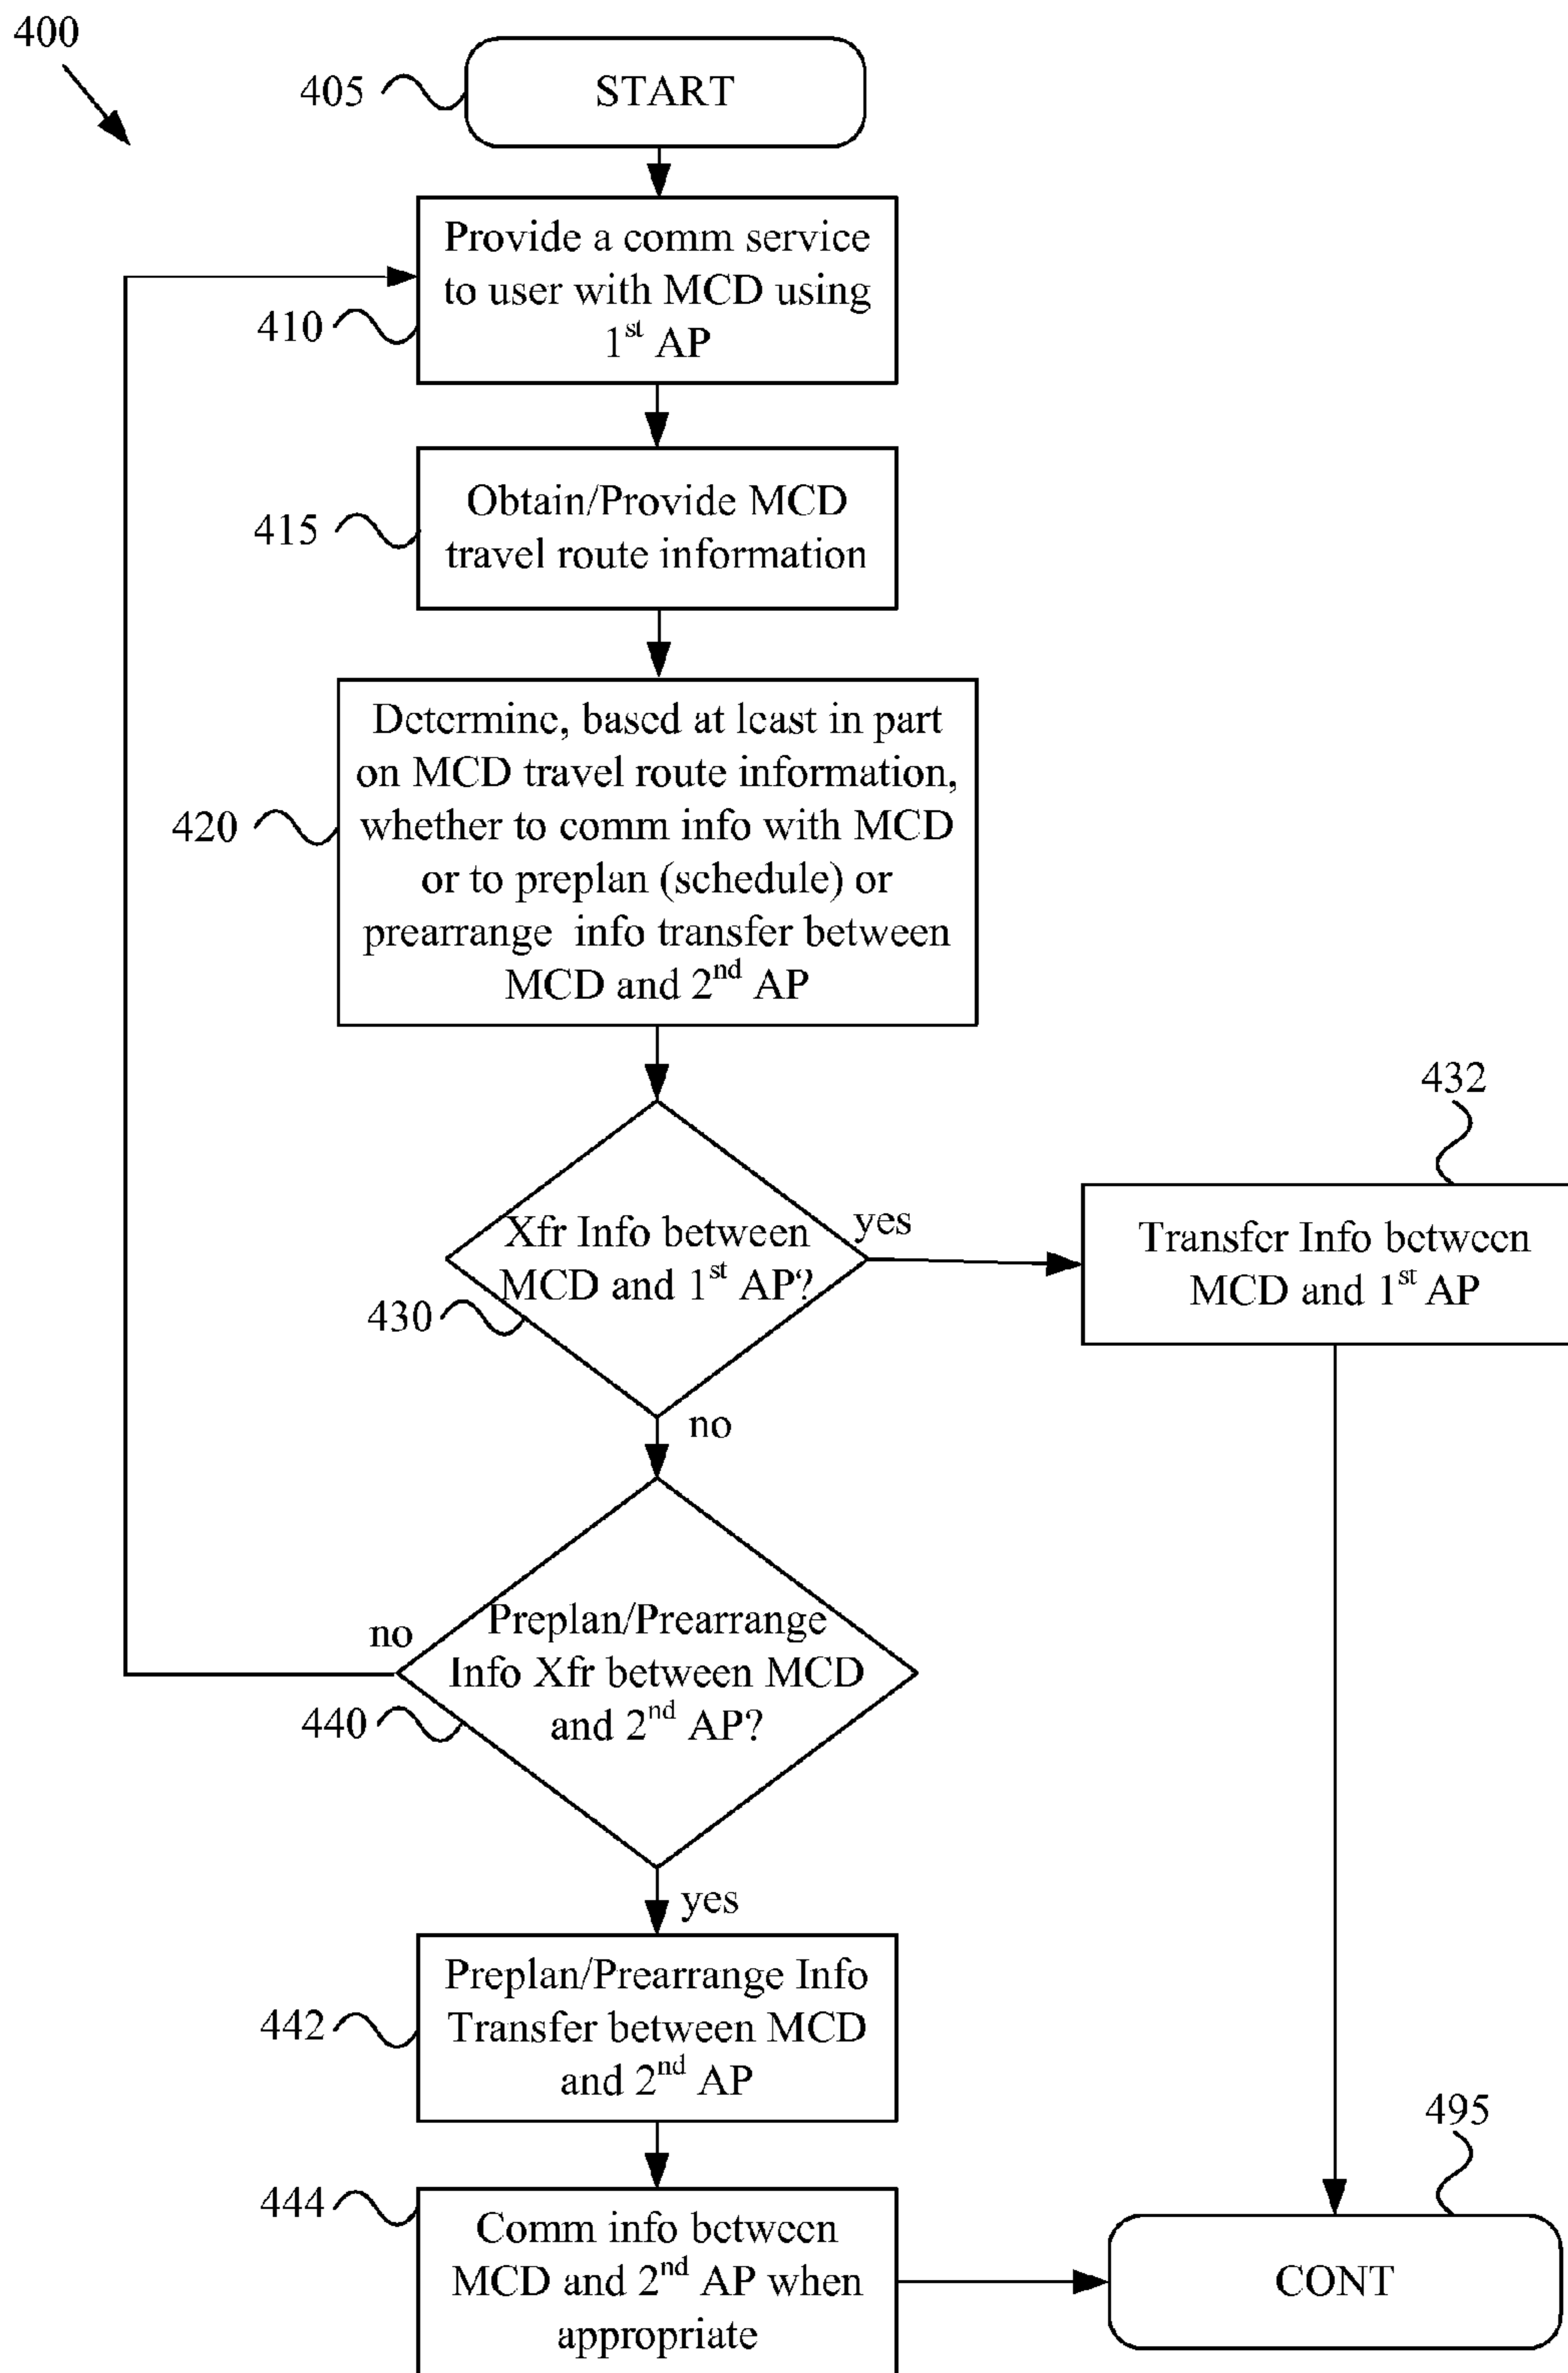 400
405
START
Provide a comm service
to user with MCD using
1st AP
410
Obtain/Provide MCD
travel route information
415
Determine, based at least in part
on MCD travel route information,
whether to comm info with MCD
or to preplan (schedule) or
prearrange info transfer between
MCD and 2nd AP
420
Xfr Info between
MCD and 1st AP?
430
yes
432
Transfer Info between
MCD and 1st AP
no
Preplan/Prearrange
Info Xfr between MCD
and 2nd AP?
no
440
yes
Preplan/Prearrange Info
Transfer between MCD
and 2nd AP
442
444
Comm info between
MCD and 2nd AP when
appropriate
495
CONT